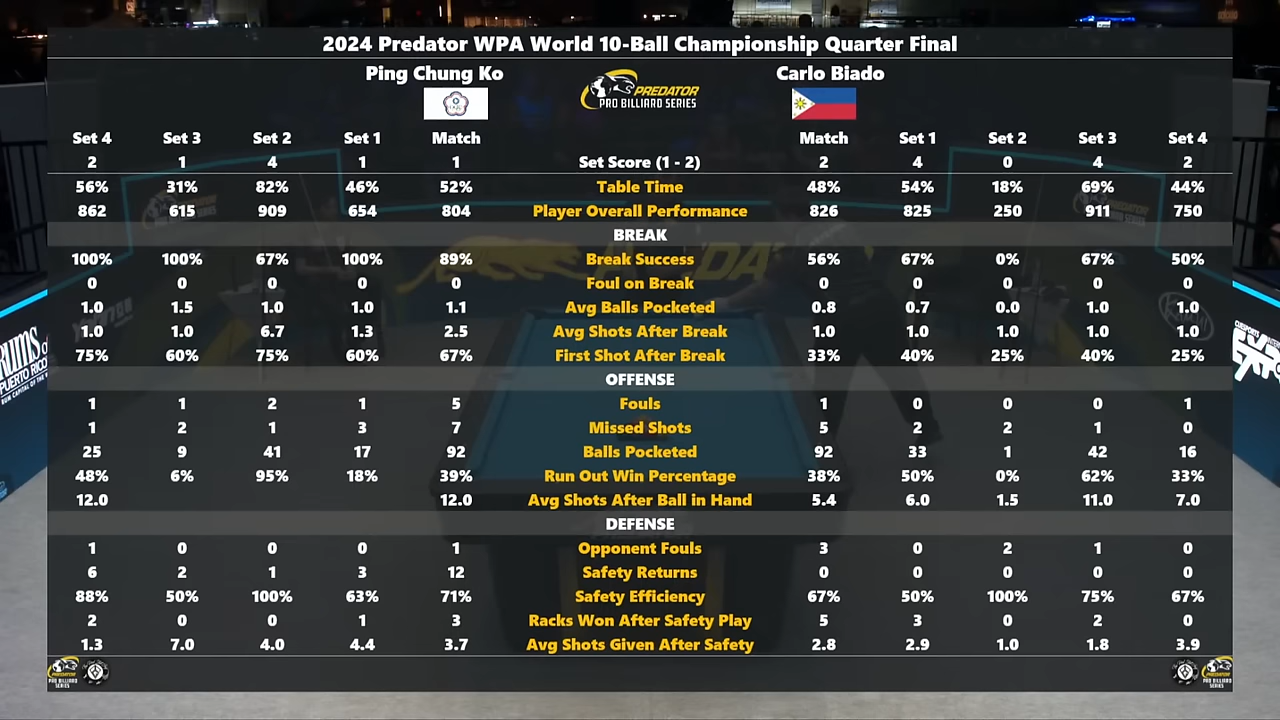 2024 Predator WPA World 10-Ball Championship Quarter Final
Ping Chung Ko Carlo Biado
PREDATOR
PRO BILLIARD SERIES
Set 4 Set 3 Set 2 Set 1 Match Match Set 1 Set 2 Set 3 Set 4
2 1 4 1 1 Set Score (1 - 2) 2 4 0 4 2
56% 31% 82% 46% 52% Table Time 48% 54% 18% 69% 44%
862 615 909 654 804 Player Overall Performance 826 825 250 911 750
BREAK
100% 100% 67% 100% 89% Break Success 56% 67% 0% 67% 50%
0 0 0 0 0 Foul on Break 0 0 0 0 0
1.0 1.5 1.0 1.0 1.1 Avg Balls Pocketed 0.8 0.7 0.0 1.0 1.0
1.0 1.0 6.7 1.3 2.5 Avg Shots After Break 1.0 1.0 1.0 1.0 1.0
75% 60% 75% 60% 67% First Shot After Break 33% 40% 25% 40% 25%
OFFENSE
1 1 2 1 5 Fouls 1 0 0 0 1
1 2 1 3 7 Missed Shots 5 2 2 1 0
25 9 41 17 92 Balls Pocketed 92 33 1 42 16
48% 6% 95% 18% 39% Run Out Win Percentage 38% 50% 0% 62% 33%
12.0 12.0 Avg Shots After Ball in Hand 5.4 6.0 1.5 11.0 7.0
DEFENSE
1 0 0 0 1 Opponent Fouls 3 0 2 1 0
6 2 1 3 12 Safety Returns 0 0 0 0 0
88% 50% 100% 63% 71% Safety Efficiency 67% 50% 100% 75% 67%
2 0 0 1 3 Racks Won After Safety Play 5 3 0 2 0
1.3 7.0 4.0 4.4 3.7 Avg Shots Given After Safety 2.8 2.9 1.0 1.8 3.9
PREDATOR
PRO BILLIARD
SERIES
PREDATOR
PRO BILLIARD
SERIES
RUMS of
PUERTO RICO